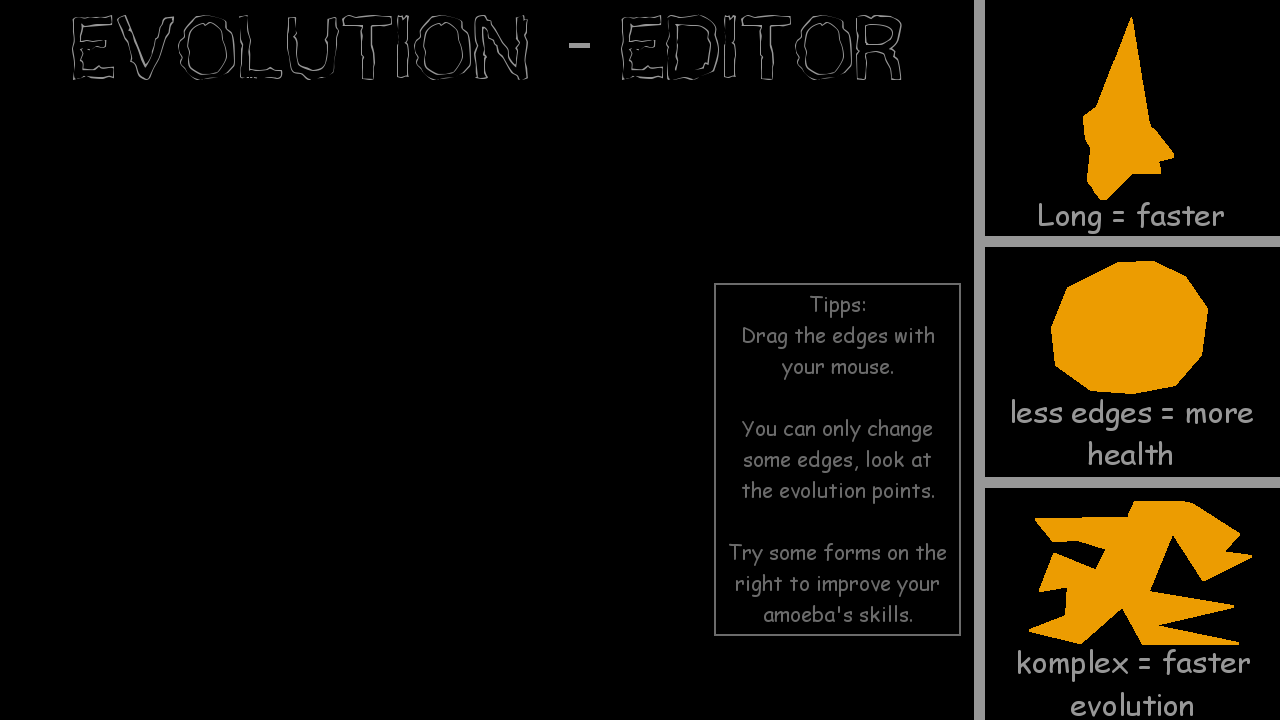 EVOLUTION - EDITOR
Long = faster
less edges = more
health
komplex = faster
evolution
Tipps:
Drag the edges with
your mouse.
You can only change
some edges, look at
the evolution points.
Try some forms on the
right to improve your
amoeba's skills.